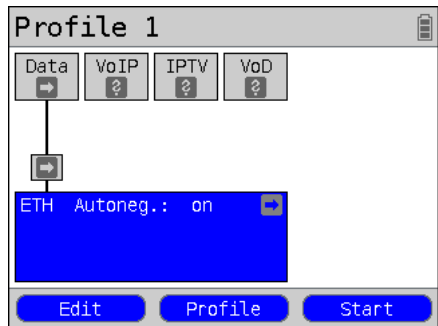 Profile 1
Data VoIP IPTV VoD
? ? ?
ETH Autoneg.: on
Edit Profile Start